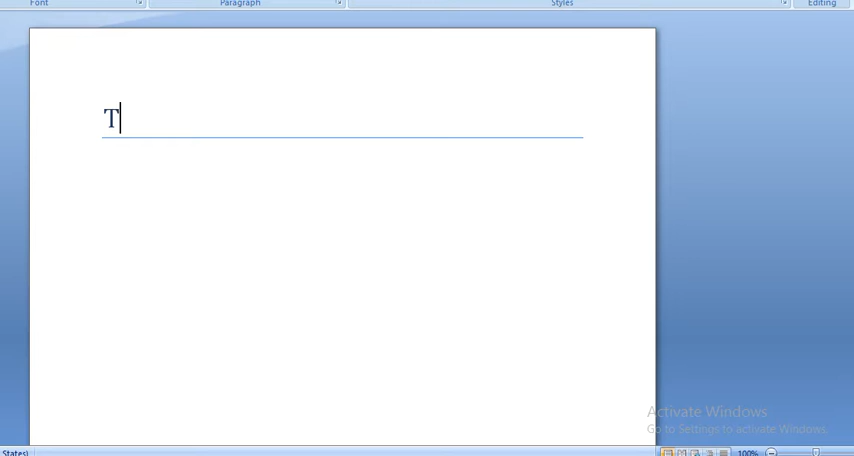 Font Paragraph Styles Editing
T
Activate Windows
Go to Settings to activate Windows.
States) 100%